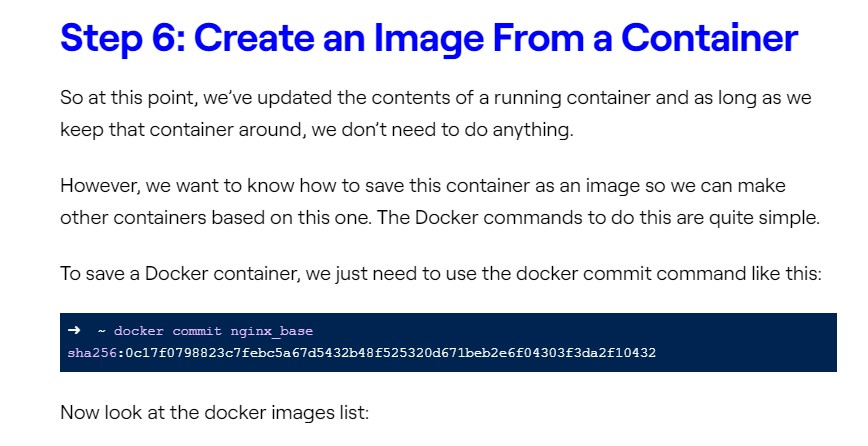 Step 6: Create an Image From a Container
So at this point, we’ve updated the contents of a running container and as long as we
keep that container around, we don’t need to do anything.
However, we want to know how to save this container as an image so we can make
other containers based on this one. The Docker commands to do this are quite simple.
To save a Docker container, we just need to use the docker commit command like this:
➜ ~ docker commit nginx_base
sha256:0c17f0798823c7febc5a67d5432b48f525320d671beb2e6f04303f3da2f10432
Now look at the docker images list: